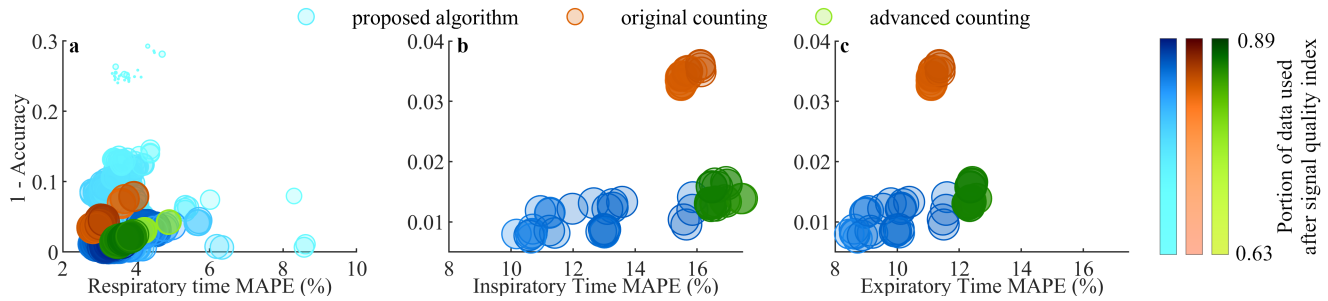 proposed algorithm original counting advanced counting
a
0.3
0.2
0.1
0
1 - Accuracy
2 4 6 8 10
Respiratory time MAPE (%)
b
0.04
0.03
0.02
0.01
8 10 12 14 16
Inspiratory Time MAPE (%)
c
0.04
0.03
0.02
0.01
8 10 12 14 16
Expiratory Time MAPE (%)
0.89
0.63
Portion of data used
after signal quality index